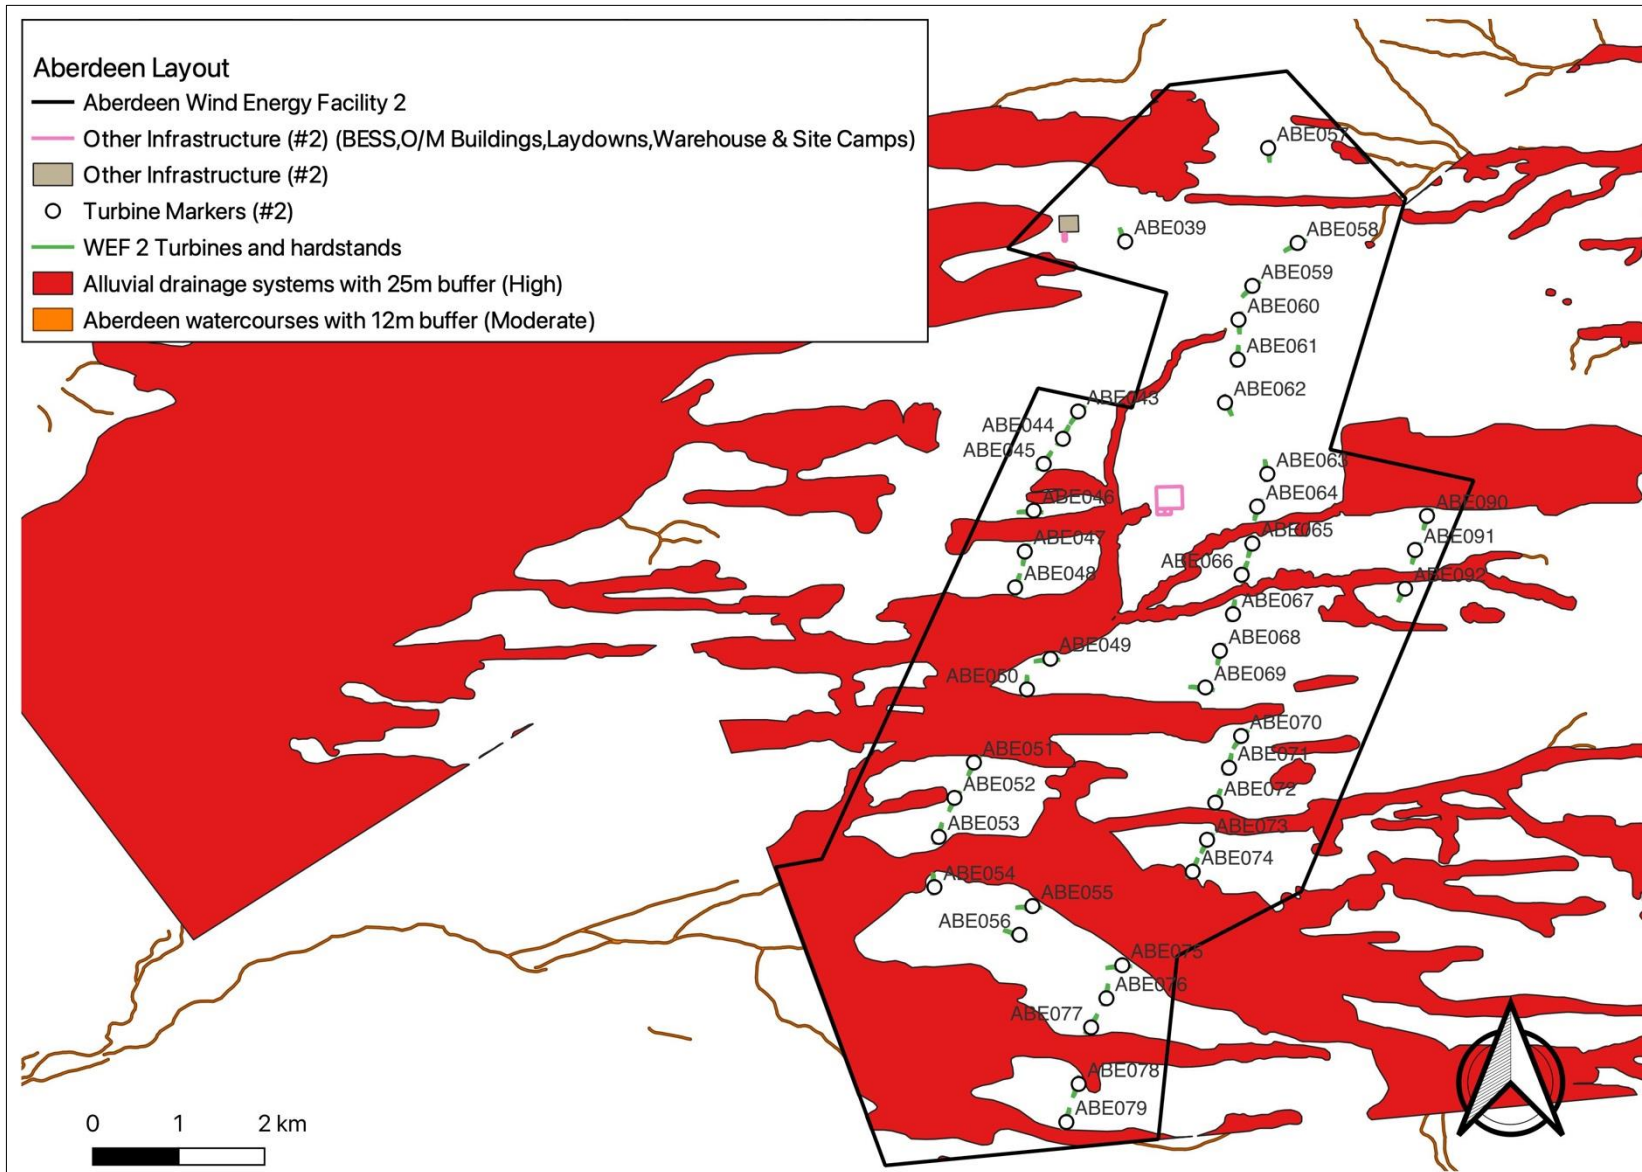 Aberdeen Layout
Aberdeen Wind Energy Facility 2
Other Infrastructure (#2) (BESS,O/M Buildings,Laydowns,Warehouse & Site Camps)
Other Infrastructure (#2)
Turbine Markers (#2)
WEF 2 Turbines and hardstands
Alluvial drainage systems with 25m buffer (High)
Aberdeen watercourses with 12m buffer (Moderate)
ABE057
ABE039
ABE058
ABE059
ABE060
ABE061
ABE062
ABE043
ABE044
ABE045
ABE063
ABE046
ABE064
ABE090
ABE047
ABE065
ABE091
ABE048
ABE066
ABE092
ABE067
ABE049
ABE068
ABE050
ABE069
ABE070
ABE051
ABE071
ABE052
ABE072
ABE053
ABE073
ABE074
ABE054
ABE055
ABE056
ABE075
ABE076
ABE077
ABE078
ABE079
0 1 2 km